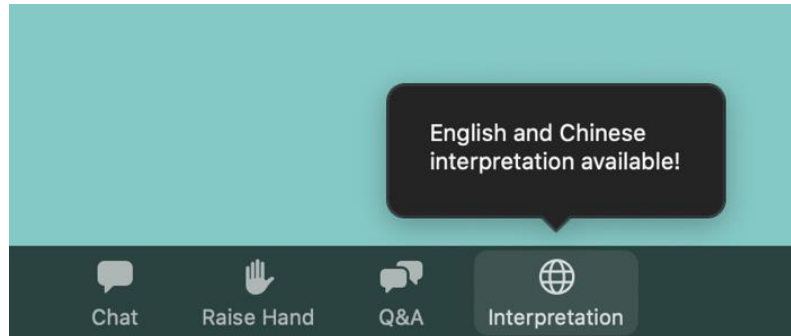 English and Chinese
interpretation available!
Chat
Raise Hand
Q&A
Interpretation